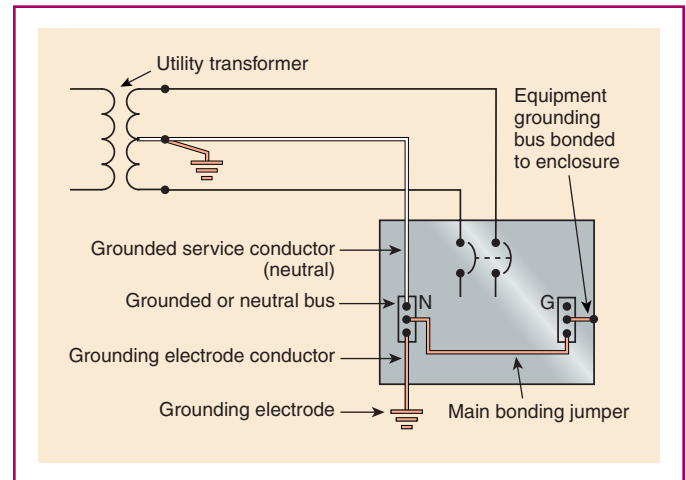 Utility transformer
Equipment
grounding
bus bonded
to enclosure
Grounded service conductor
(neutral)
Grounded or neutral bus
N
G
Grounding electrode conductor
Grounding electrode
Main bonding jumper